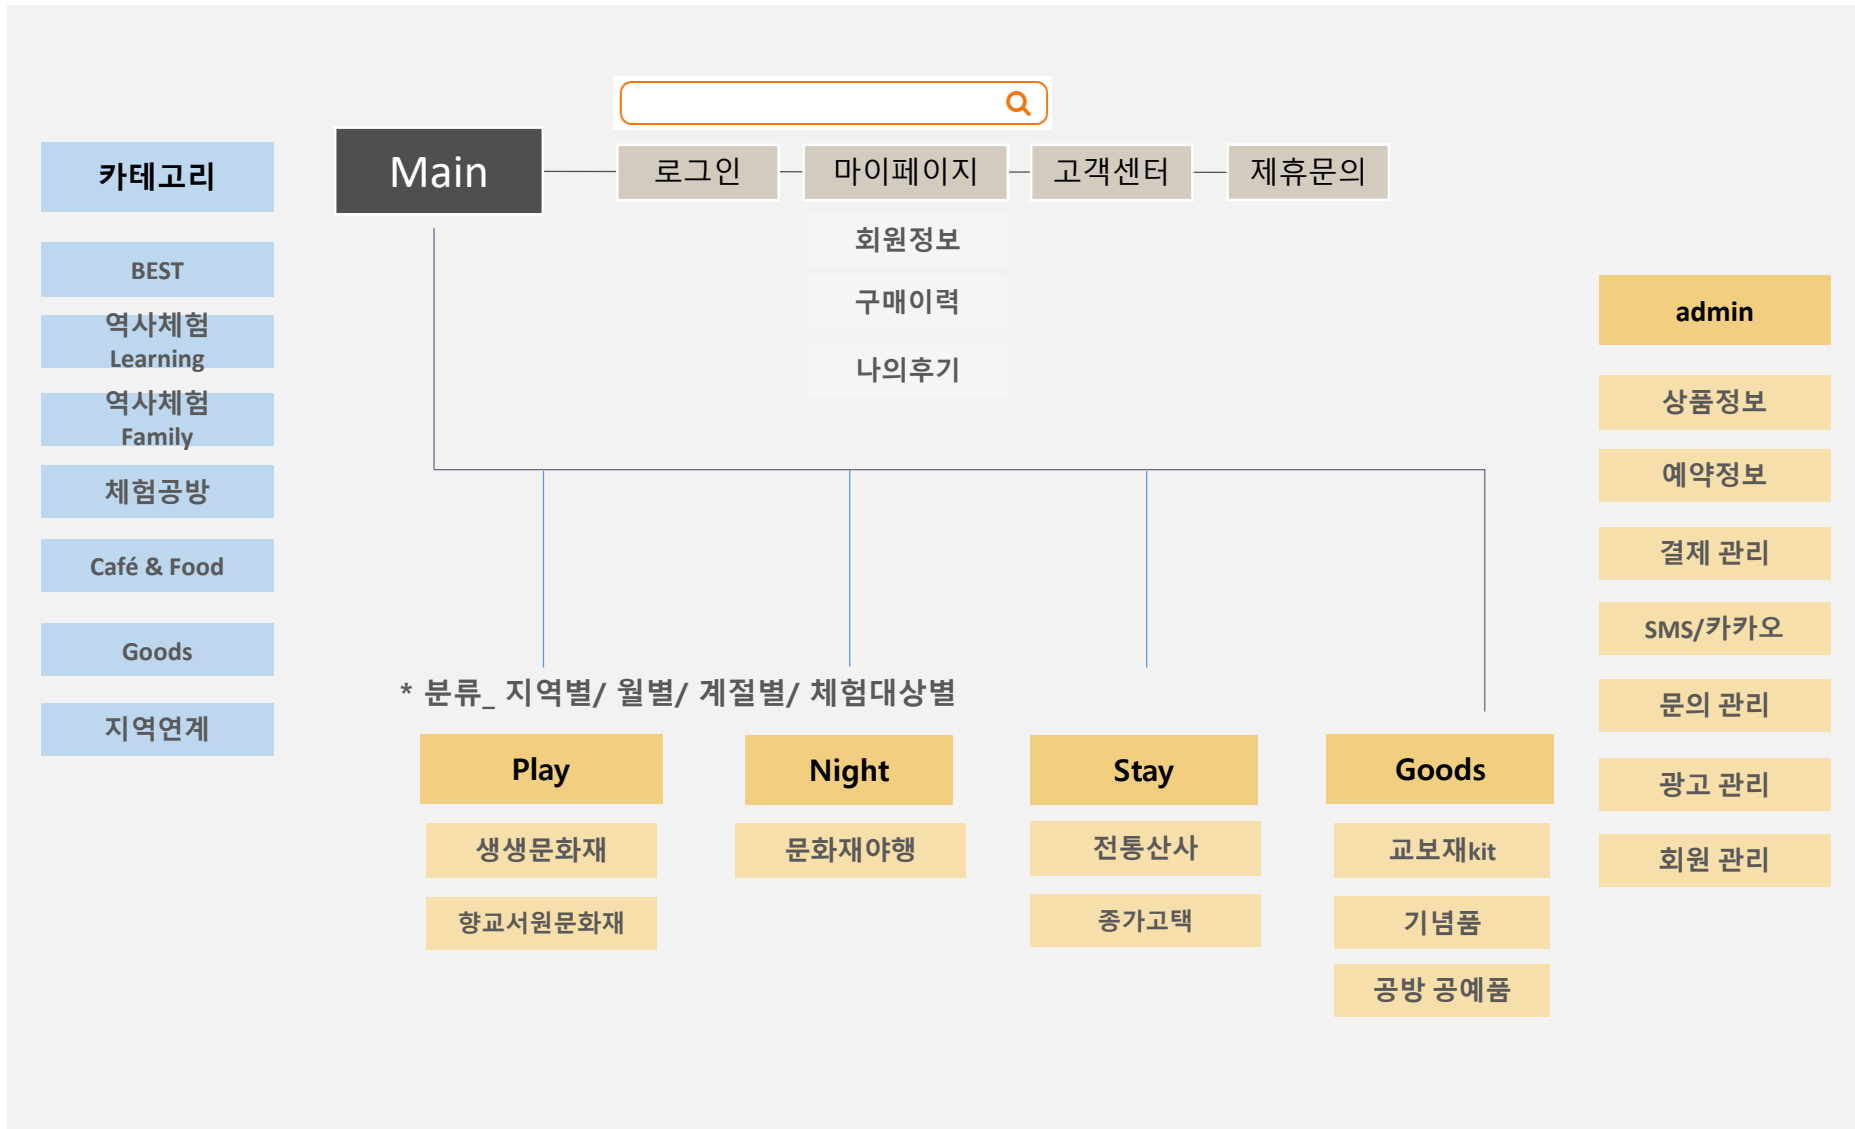 카테고리
BEST
역사체험
Learning
역사체험
Family
체험공방
Café & Food
Goods
지역연계
Main
로그인
마이페이지
고객센터
제휴문의
회원정보
구매이력
나의후기
* 분류_ 지역별/ 월별/ 계절별/ 체험대상별
Play
생생문화재
향교서원문화재
Night
문화재야행
Stay
전통산사
종가고택
Goods
교보재kit
기념품
공방 공예품
admin
상품정보
예약정보
결제 관리
SMS/카카오
문의 관리
광고 관리
회원 관리